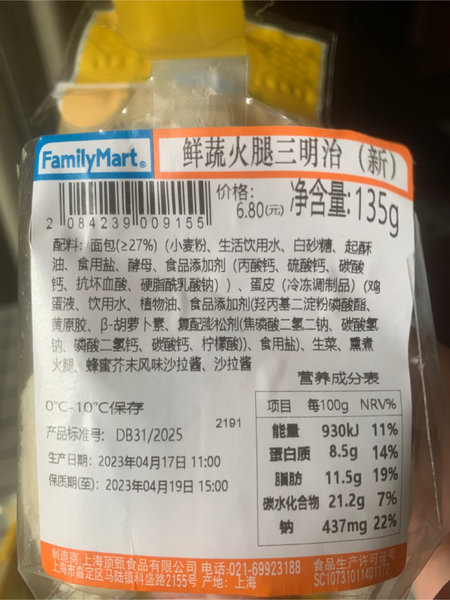 FamilyMart®
鲜蔬火腿三明治（新）
2 084239 009155
价格：
6.80(元)
净含量:135g
配料：面包(≥27%)（小麦粉、生活饮用水、白砂糖、起酥
油、食用盐、酵母、食品添加剂（丙酸钙、硫酸钙、碳酸
钙、抗坏血酸、硬脂酰乳酸钠））、蛋皮（冷冻调制品）(鸡
蛋液、饮用水、植物油、食品添加剂(羟丙基二淀粉磷酸酯、
黄原胶、β-胡萝卜素、复配膨松剂(焦磷酸二氢二钠、碳酸氢
钠、磷酸二氢钙、碳酸钙、柠檬酸))、食用盐)、生菜、熏煮
火腿、蜂蜜芥末风味沙拉酱、沙拉酱
0°C-10°C保存
2191
产品标准号：DB31/2025
生产日期：2023年04月17日 11:00
保质期(至)：2023年04月19日 15:00
营养成分表
项目 每100g NRV%
能量 930kJ 11%
蛋白质 8.5g 14%
脂肪 11.5g 19%
碳水化合物 21.2g 7%
钠 437mg 22%
制造商:上海顶甄食品有限公司 电话:021-69923188
上海市嘉定区马陆镇科盛路2155号 产地:上海
食品生产许可证号
SC10731011401172